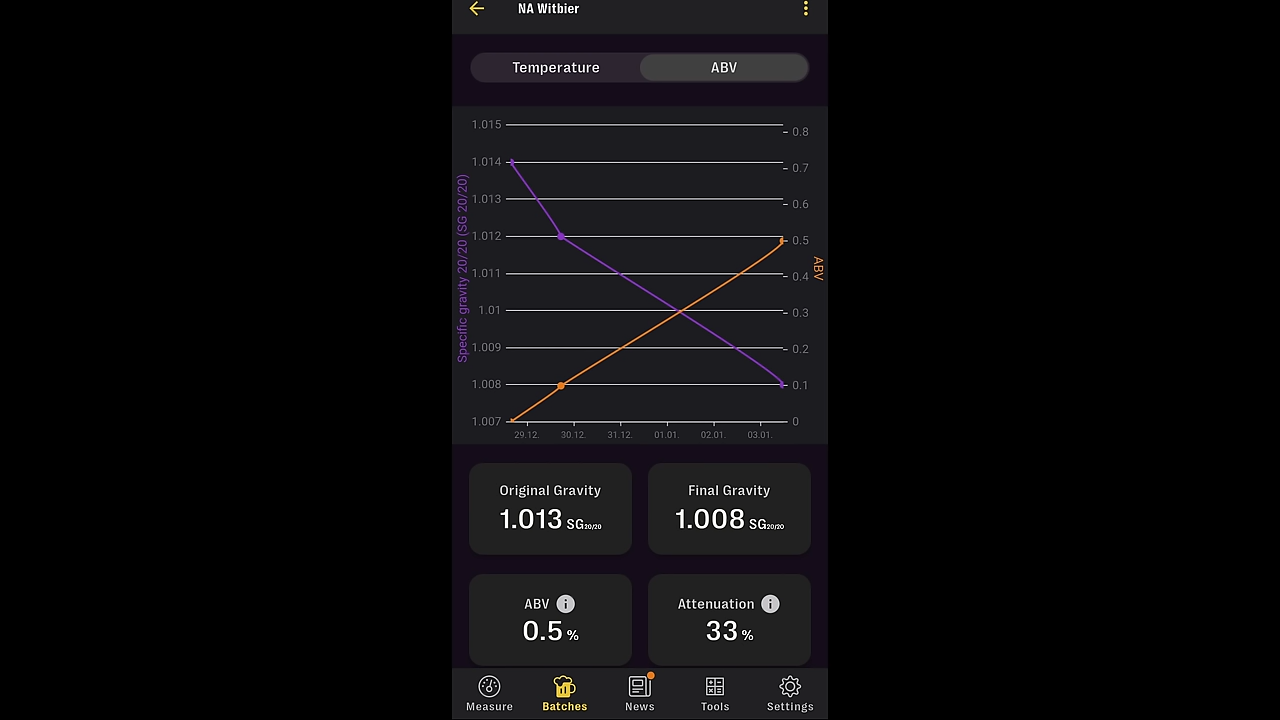 NA Witbier
Temperature
ABV
1.015
1.014
1.013
1.012
1.011
1.01
1.009
1.008
1.007
Specific gravity 20/20 (SG 20/20)
0.8
0.7
0.6
0.5
0.4
0.3
0.2
0.1
0
ABV
29.12. 30.12. 31.12. 01.01. 02.01. 03.01.
Original Gravity
1.013 SG20/20
Final Gravity
1.008 SG20/20
ABV i
0.5 %
Attenuation i
33 %
Measure Batches News Tools Settings